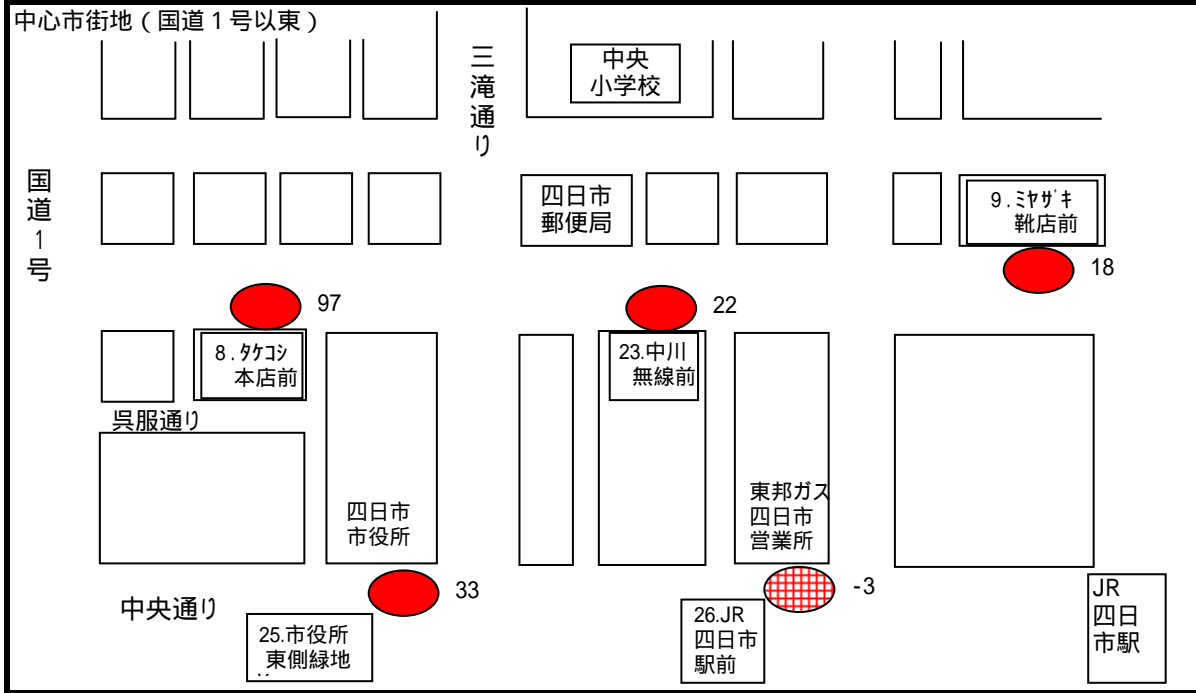 中心市街地（国道１号以東）
三滝通り
中央
小学校
国道１号
四日市
郵便局
9.ﾐﾔｻﾞｷ
靴店前
18
97
22
8.ﾀｹｺｼ
本店前
23.中川
無線前
呉服通り
四日市
市役所
東邦ガス
四日市
営業所
33
-3
中央通り
25.市役所
東側緑地
26.JR
四日市
駅前
JR
四日
市駅